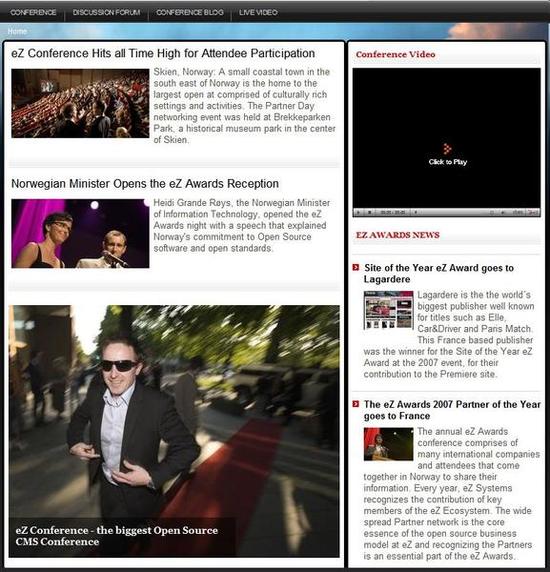 CONFERENCE DISCUSSION FORUM CONFERENCE BLOG LIVE VIDEO
Home
eZ Conference Hits all Time High for Attendee Participation
Skien, Norway: A small coastal town in the
south east of Norway is the home to the
largest open at comprised of culturally rich
settings and activities. The Partner Day
networking event was held at Brekkeparken
Park, a historical museum park in the center
of Skien.
Norwegian Minister Opens the eZ Awards Reception
Heidi Grande Røys, the Norwegian Minister
of Information Technology, opened the eZ
Awards night with a speech that explained
Norway's commitment to Open Source
software and open standards.
eZ Conference - the biggest Open Source
CMS Conference
Conference Video
Click to Play
EZ AWARDS NEWS
Site of the Year eZ Award goes to
Lagardere
Lagardere is the the world´s
biggest publisher well known
for titles such as Elle,
Car&Driver and Paris Match.
This France based publisher
was the winner for the Site of the Year eZ
Award at the 2007 event, for their
contribution to the Premiere site.
The eZ Awards 2007 Partner of the Year
goes to France
The annual eZ Awards
conference comprises of
many international companies
and attendees that come
together in Norway to share their
information. Every year, eZ Systems
recognizes the contribution of key
members of the eZ Ecosystem. The wide
spread Partner network is the core
essence of the open source business
model at eZ and recognizing the Partners
is an essential part of the eZ Awards.